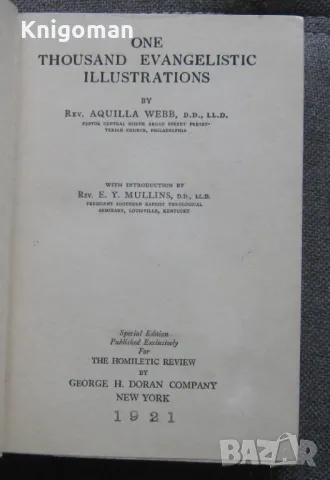 Knigoman
ONE
THOUSAND EVANGELISTIC
ILLUSTRATIONS
BY
REV. AQUILLA WEBB, D.D., LL.D.
PASTOR CENTRAL NORTH BROAD STREET PRESBY-
TERIAN CHURCH, PHILADELPHIA
WITH INTRODUCTION BY
REV. E. Y. MULLINS, D.D., LL.D.
PRESIDENT SOUTHERN BAPTIST THEOLOGICAL
SEMINARY, LOUISVILLE, KENTUCKY
Special Edition
Published Exclusively
For
THE HOMILETIC REVIEW
BY
GEORGE H. DORAN COMPANY
NEW YORK
1921
BAZAR